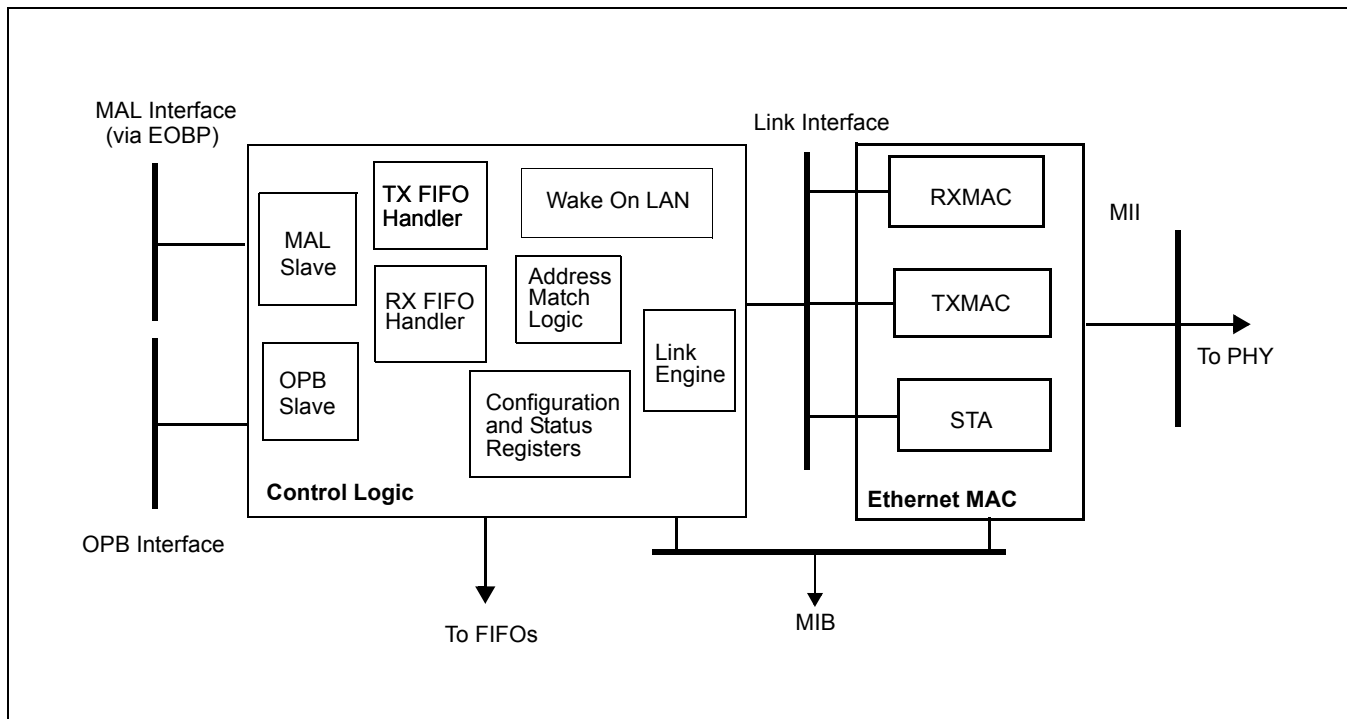 MAL Interface
(via EOBP)
Link Interface
TX FIFO
Handler
Wake On LAN
RXMAC
MII
MAL
Slave
Address
Match
Logic
RX FIFO
Handler
TXMAC
Link
Engine
To PHY
OPB
Slave
Configuration
and Status
Registers
STA
Control Logic
Ethernet MAC
OPB Interface
To FIFOs
MIB